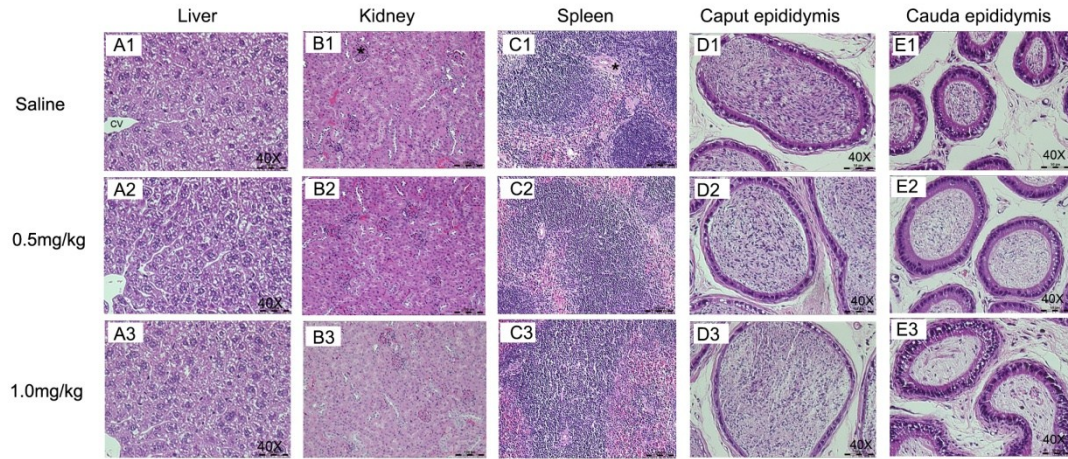 Liver Kidney Spleen Caput epididymis Cauda epididymis
Saline
A1 B1 C1 D1 E1
*
*
CV
40X 40X 40X
0.5mg/kg
A2 B2 C2 D2 E2
40X 40X 40X
1.0mg/kg
A3 B3 C3 D3 E3
40X 40X 40X